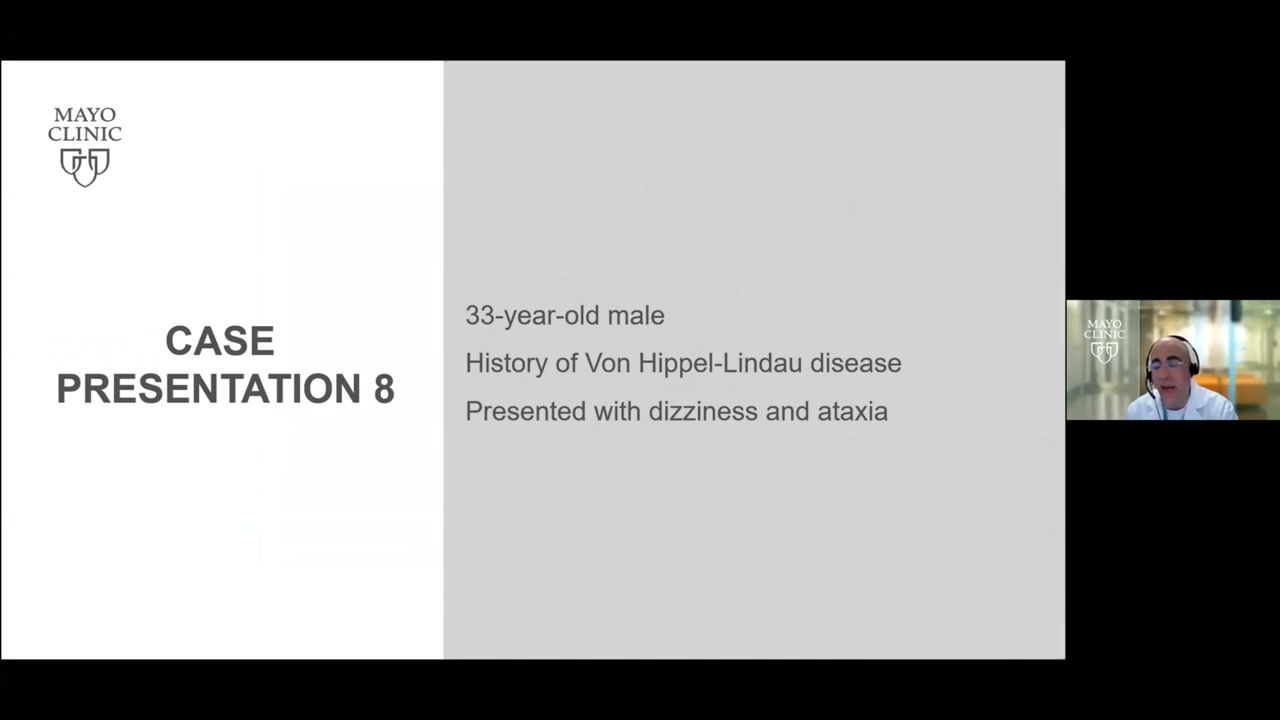 MAYO
CLINIC
CASE
PRESENTATION 8
33-year-old male
History of Von Hippel-Lindau disease
Presented with dizziness and ataxia
MAYO
CLINIC